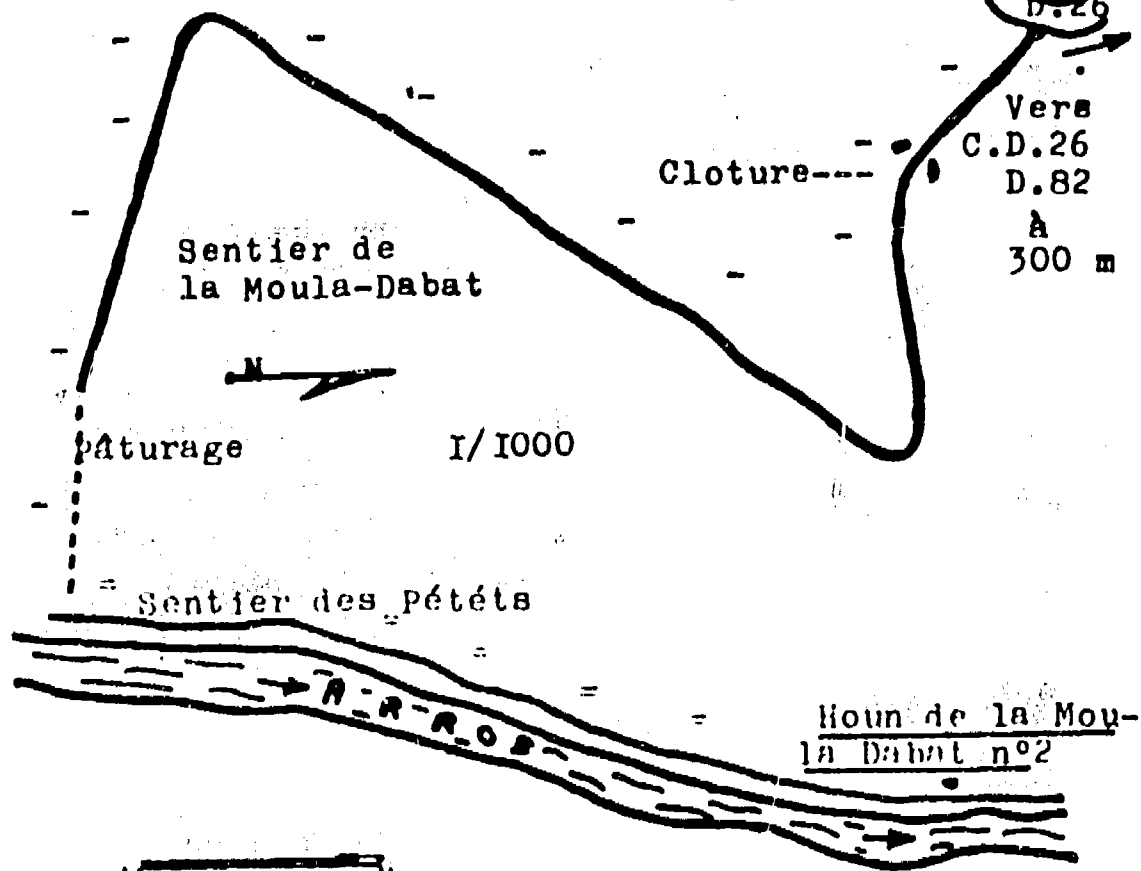 D.26
Vers
C.D.26
D.82
à
300 m
Cloture---
Sentier de
la Moula-Dabat
N
Pâturage
I/I000
Sentier des Pététs
A-R-R-O-S
Houn de la Mou-
la Dabat n°2